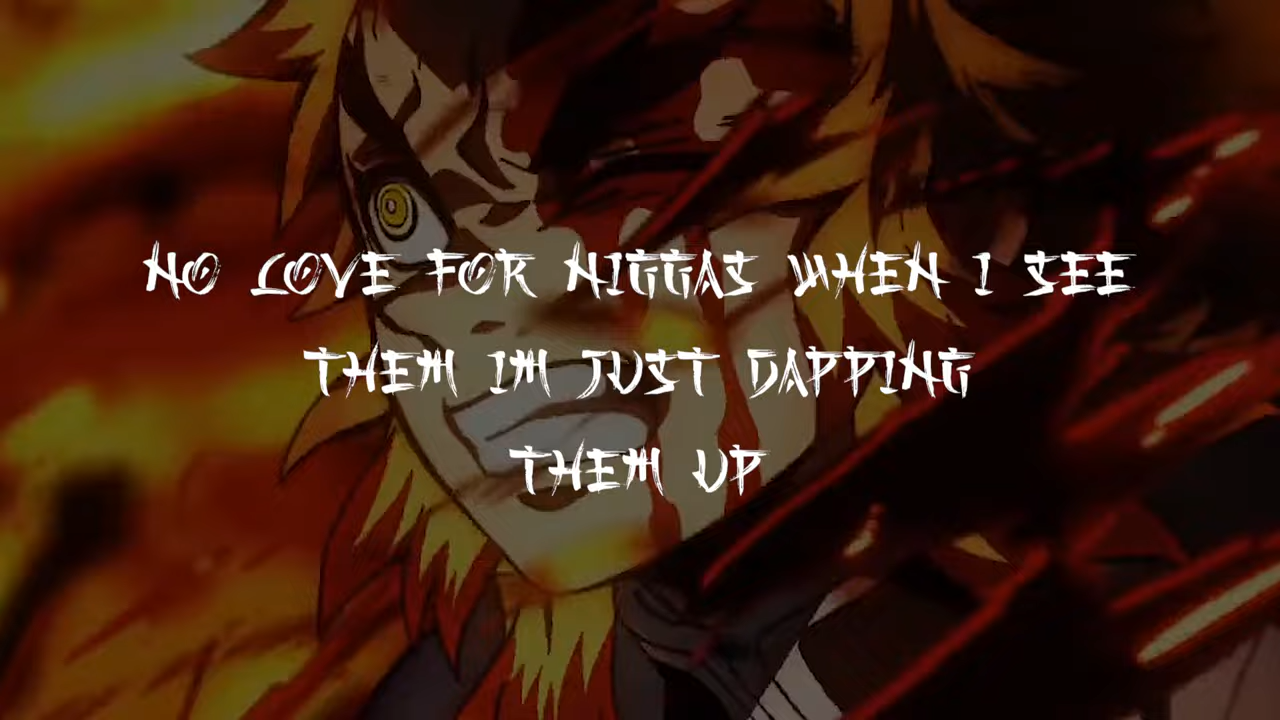 NO LOVE FOR NIGGAS WHEN I SEE
THEM IM JUST DAPPING
THEM UP